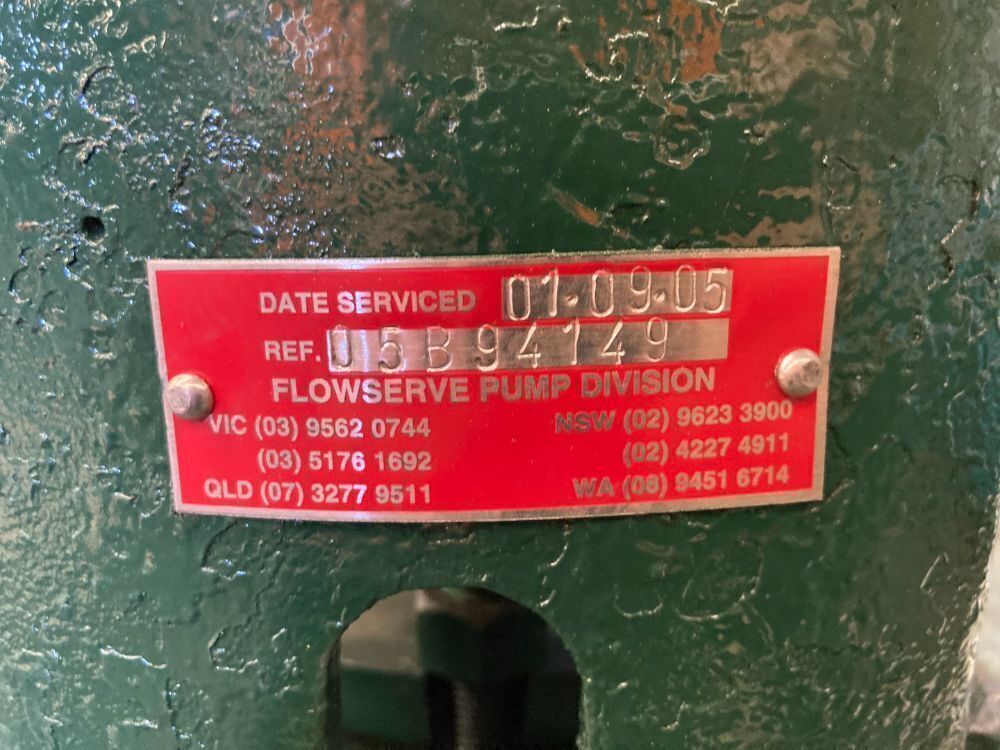 DATE SERVICED 01-09-05
REF. 05B94149
FLOWSERVE PUMP DIVISION
VIC (03) 9562 0744 NSW (02) 9623 3900
(03) 5176 1692 (02) 4227 4911
QLD (07) 3277 9511 WA (08) 9451 6714